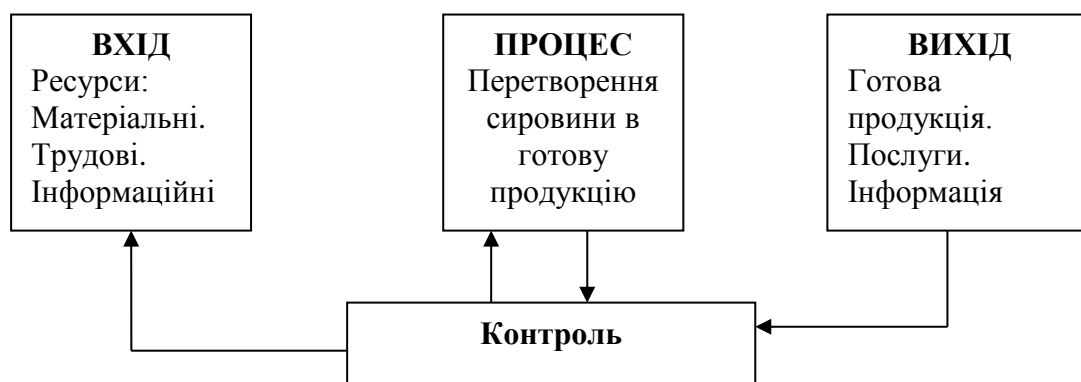 ВХІД
Ресурси:
Матеріальні.
Трудові.
Інформаційні
ПРОЦЕС
Перетворення
сировини в
готову
продукцію
ВИХІД
Готова
продукція.
Послуги.
Інформація
Контроль